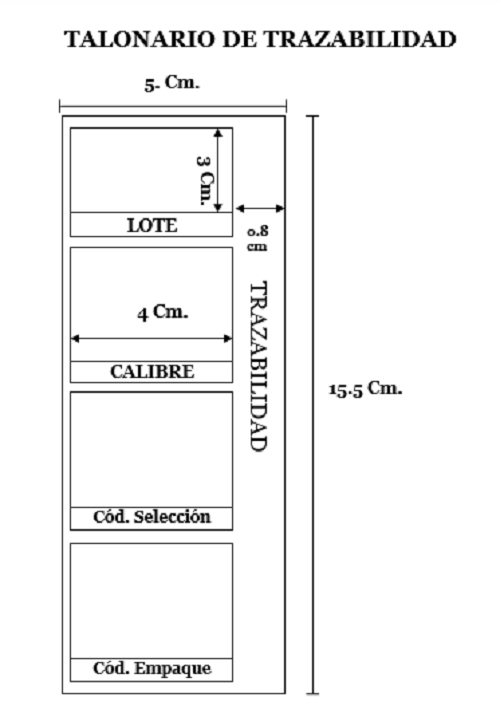 TALONARIO DE TRAZABILIDAD
5. Cm.
3 Cm.
LOTE
0.8
cm
4 Cm.
TRAZABILIDAD
CALIBRE
15.5 Cm.
Cód. Selección
Cód. Empaque